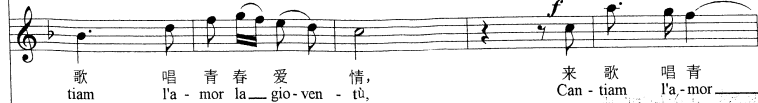 f
歌 唱 青 春 爱 情, 来 歌 唱 青
tiam l'a - mor la gio - ven - tù, Can - tiam l'a - mor